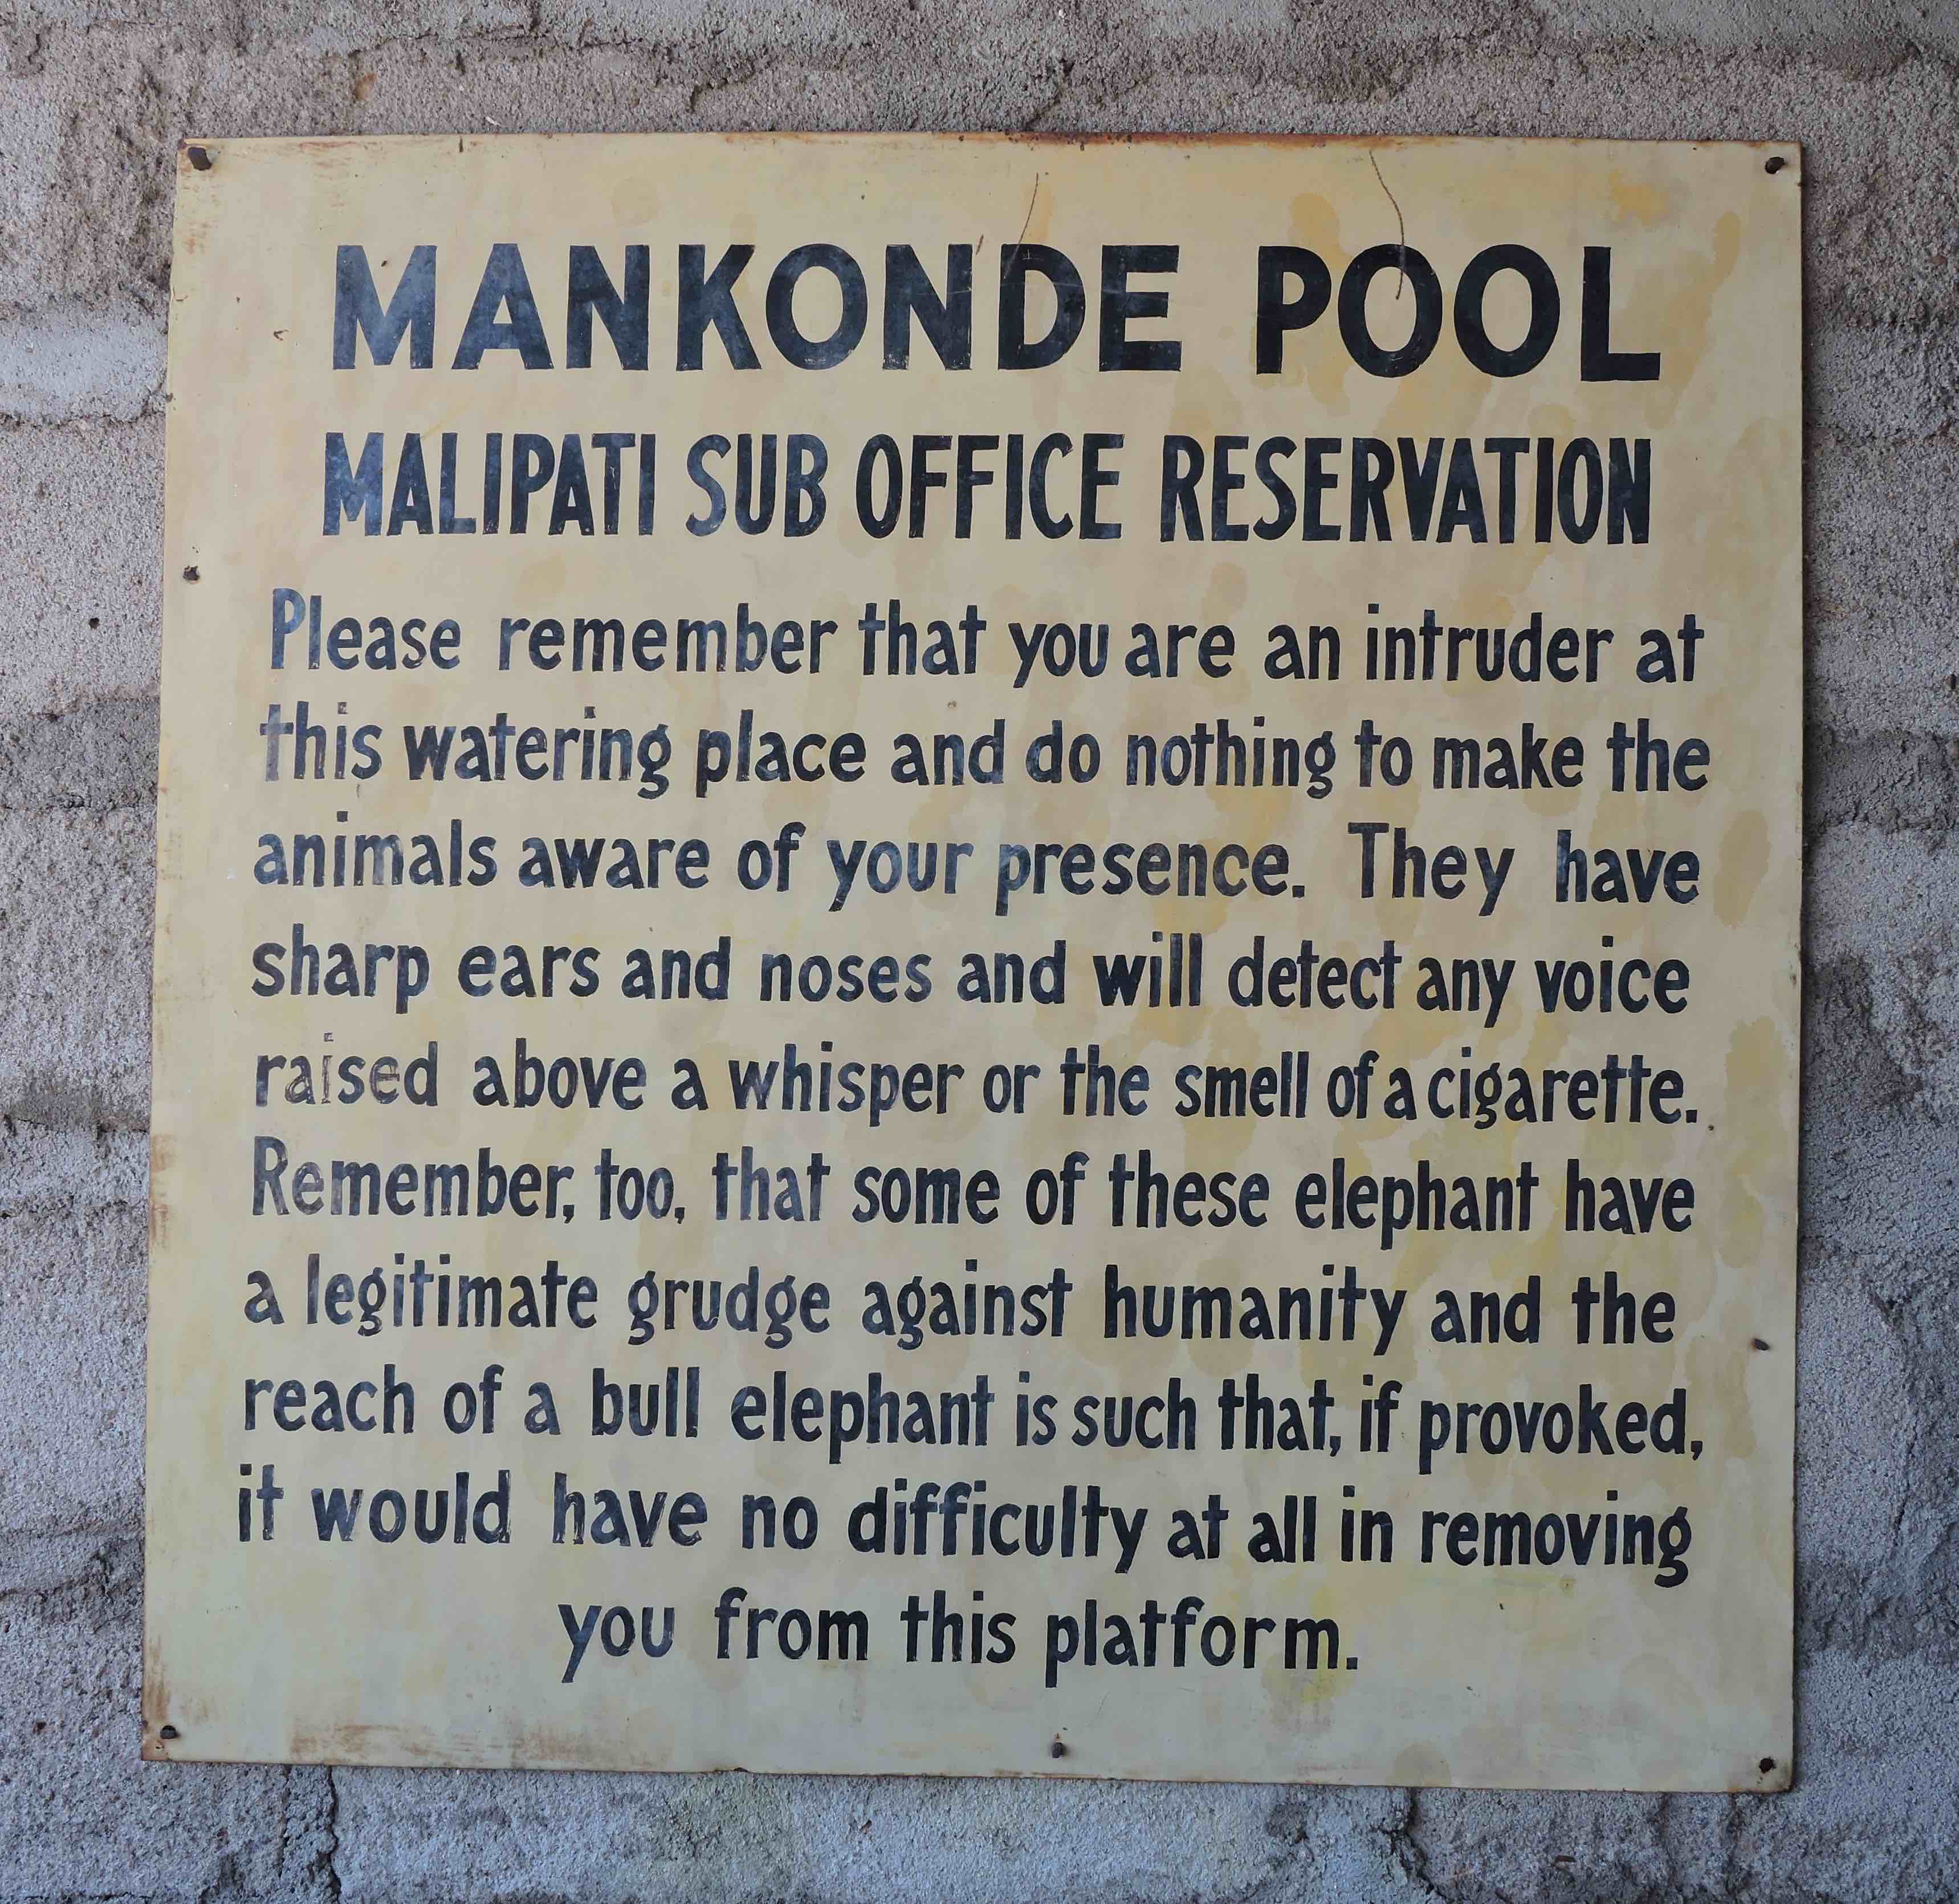 MANKONDE POOL
MALIPATI SUB OFFICE RESERVATION
Please remember that you are an intruder at
this watering place and do nothing to make the
animals aware of your presence. They have
sharp ears and noses and will detect any voice
raised above a whisper or the smell of a cigarette.
Remember, too, that some of these elephant have
a legitimate grudge against humanity and the
reach of a bull elephant is such that, if provoked,
it would have no difficulty at all in removing
you from this platform.